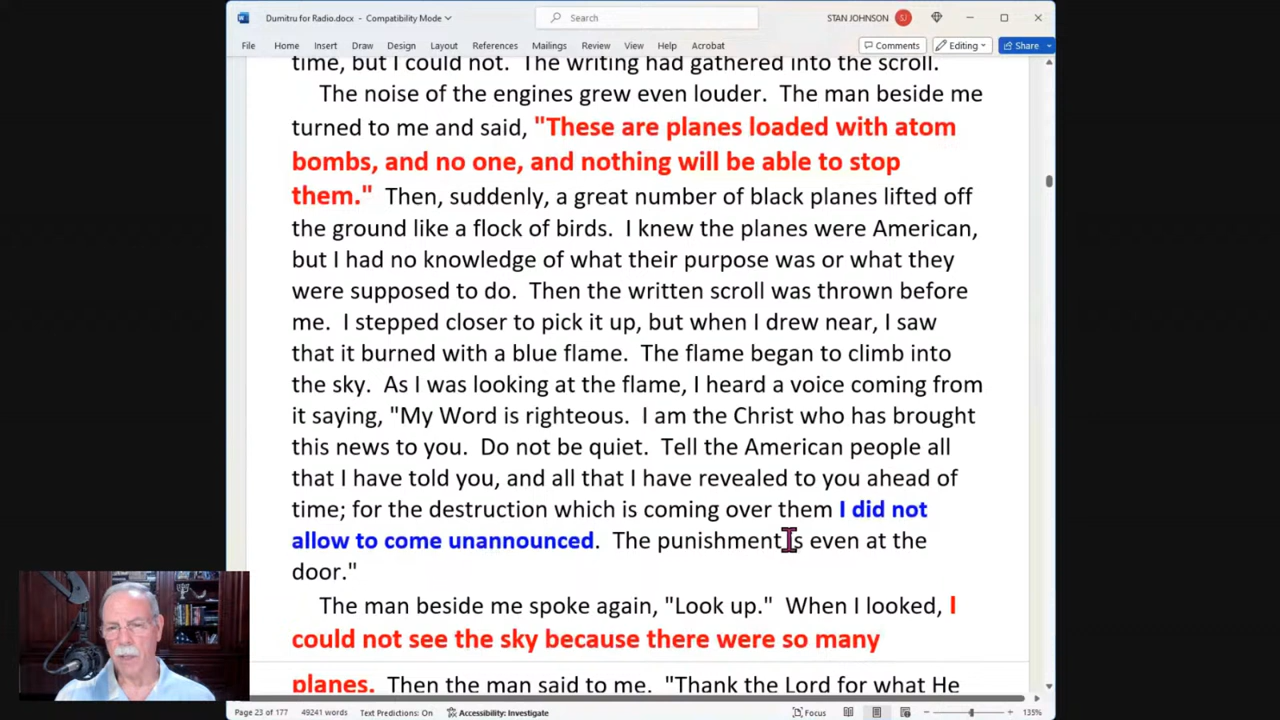 Dumitru for Radio.docx - Compatibility Mode
Search
STAN JOHNSON
SJ
File Home Insert Draw Design Layout References Mailings Review View Help Acrobat
Comments Editing Share
time, but I could not. The writing had gathered into the scroll.
The noise of the engines grew even louder. The man beside me
turned to me and said, "These are planes loaded with atom
bombs, and no one, and nothing will be able to stop
them." Then, suddenly, a great number of black planes lifted off
the ground like a flock of birds. I knew the planes were American,
but I had no knowledge of what their purpose was or what they
were supposed to do. Then the written scroll was thrown before
me. I stepped closer to pick it up, but when I drew near, I saw
that it burned with a blue flame. The flame began to climb into
the sky. As I was looking at the flame, I heard a voice coming from
it saying, "My Word is righteous. I am the Christ who has brought
this news to you. Do not be quiet. Tell the American people all
that I have told you, and all that I have revealed to you ahead of
time; for the destruction which is coming over them I did not
allow to come unannounced. The punishment is even at the
door."
The man beside me spoke again, "Look up." When I looked, I
could not see the sky because there were so many
planes. Then the man said to me. "Thank the Lord for what He
Page 23 of 177 49241 words Text Predictions: On Accessibility: Investigate Focus 135%